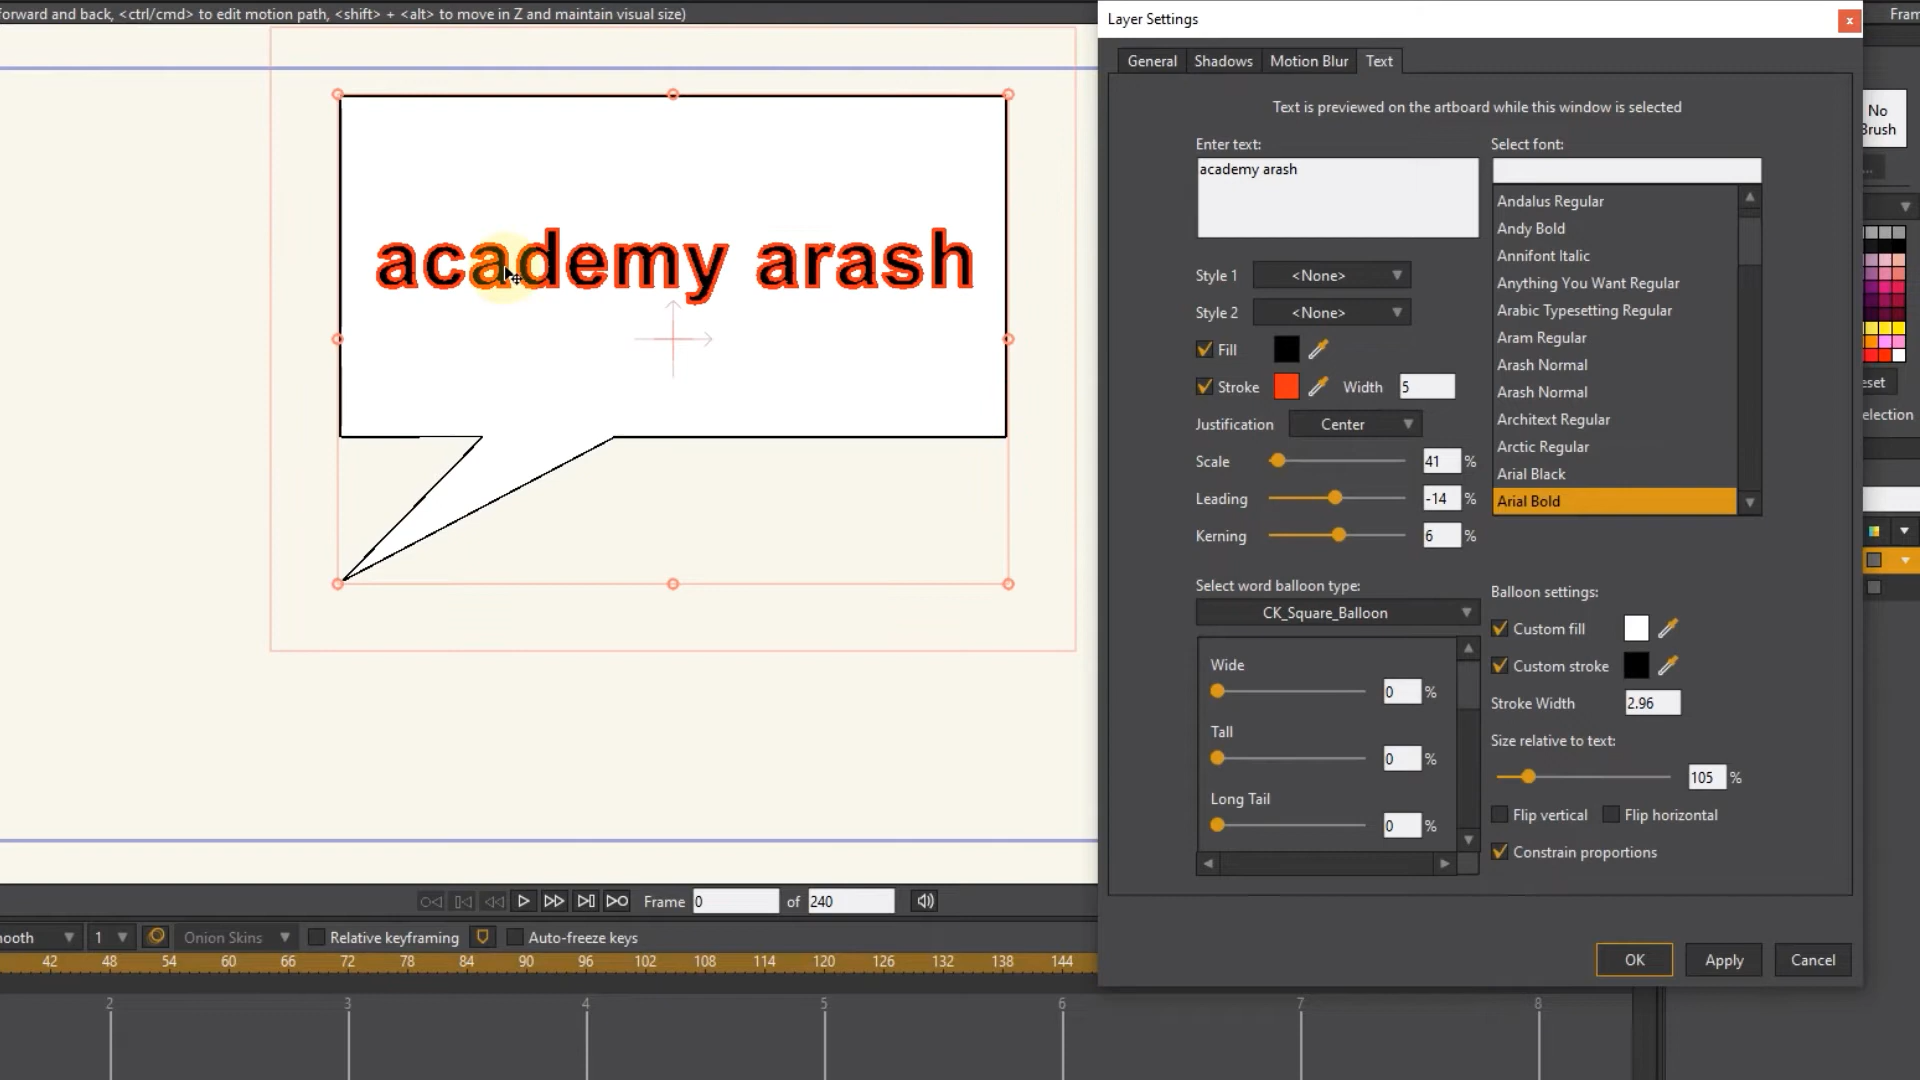 forward and back, <ctrl/cmd> to edit motion path, <shift> + <alt> to move in Z and maintain visual size)
Layer Settings
x
Fram
General
Shadows
Motion Blur
Text
No
Brush
...
Text is previewed on the artboard while this window is selected
Enter text:
academy arash
Select font:
Andalus Regular
Andy Bold
Annifont Italic
Anything You Want Regular
Arabic Typesetting Regular
Aram Regular
Arash Normal
Arash Normal
Architext Regular
Arctic Regular
Arial Black
Arial Bold
academy arash
Style 1
<None>
Style 2
<None>
Fill
Stroke
Width
5
Justification
Center
Scale
41
%
Leading
-14
%
Kerning
6
%
eset
election
Select word balloon type:
CK_Square_Balloon
Wide
0
%
Tall
0
%
Long Tail
0
%
Balloon settings:
Custom fill
Custom stroke
Stroke Width
2.96
Size relative to text:
105
%
Flip vertical
Flip horizontal
Constrain proportions
OK
Apply
Cancel
Frame
0
of
240
ooth
1
Onion Skins
Relative keyframing
Auto-freeze keys
42 48 54 60 66 72 78 84 90 96 102 108 114 120 126 132 138 144
2 3 4 5 6 7 8